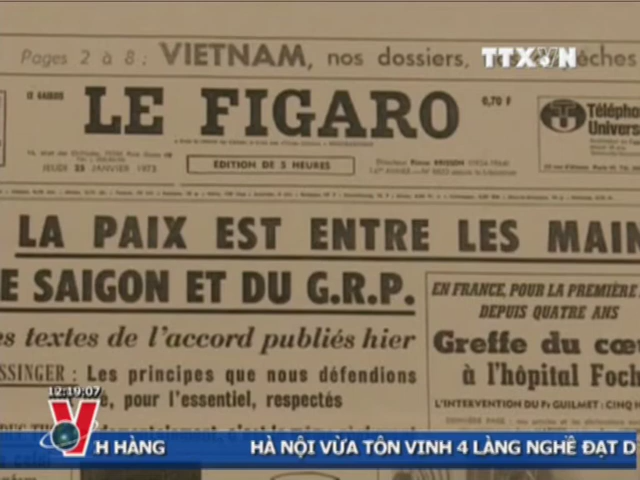 Pages 2 à 8 : VIETNAM, nos dossiers,
TTXVN
LE FIGARO
0,70 F
Téléph
Univers
EDITION DE 5 HEURES
JEUDI 25 JANVIER 1973
LA PAIX EST ENTRE LES MAIN
E SAIGON ET DU G.R.P.
es textes de l'accord publiés hier
SSINGER : Les principes que nous défendions
, pour l'essentiel, respectés
EN FRANCE, POUR LA PREMIÈRE
DEPUIS QUATRE ANS
Greffe du cœu
à l'hôpital Foch
L'INTERVENTION DU Pr GUILMET : CINQ H
12:19:07
H HÀNG
HÀ NỘI VỪA TÔN VINH 4 LÀNG NGHỀ ĐẠT D